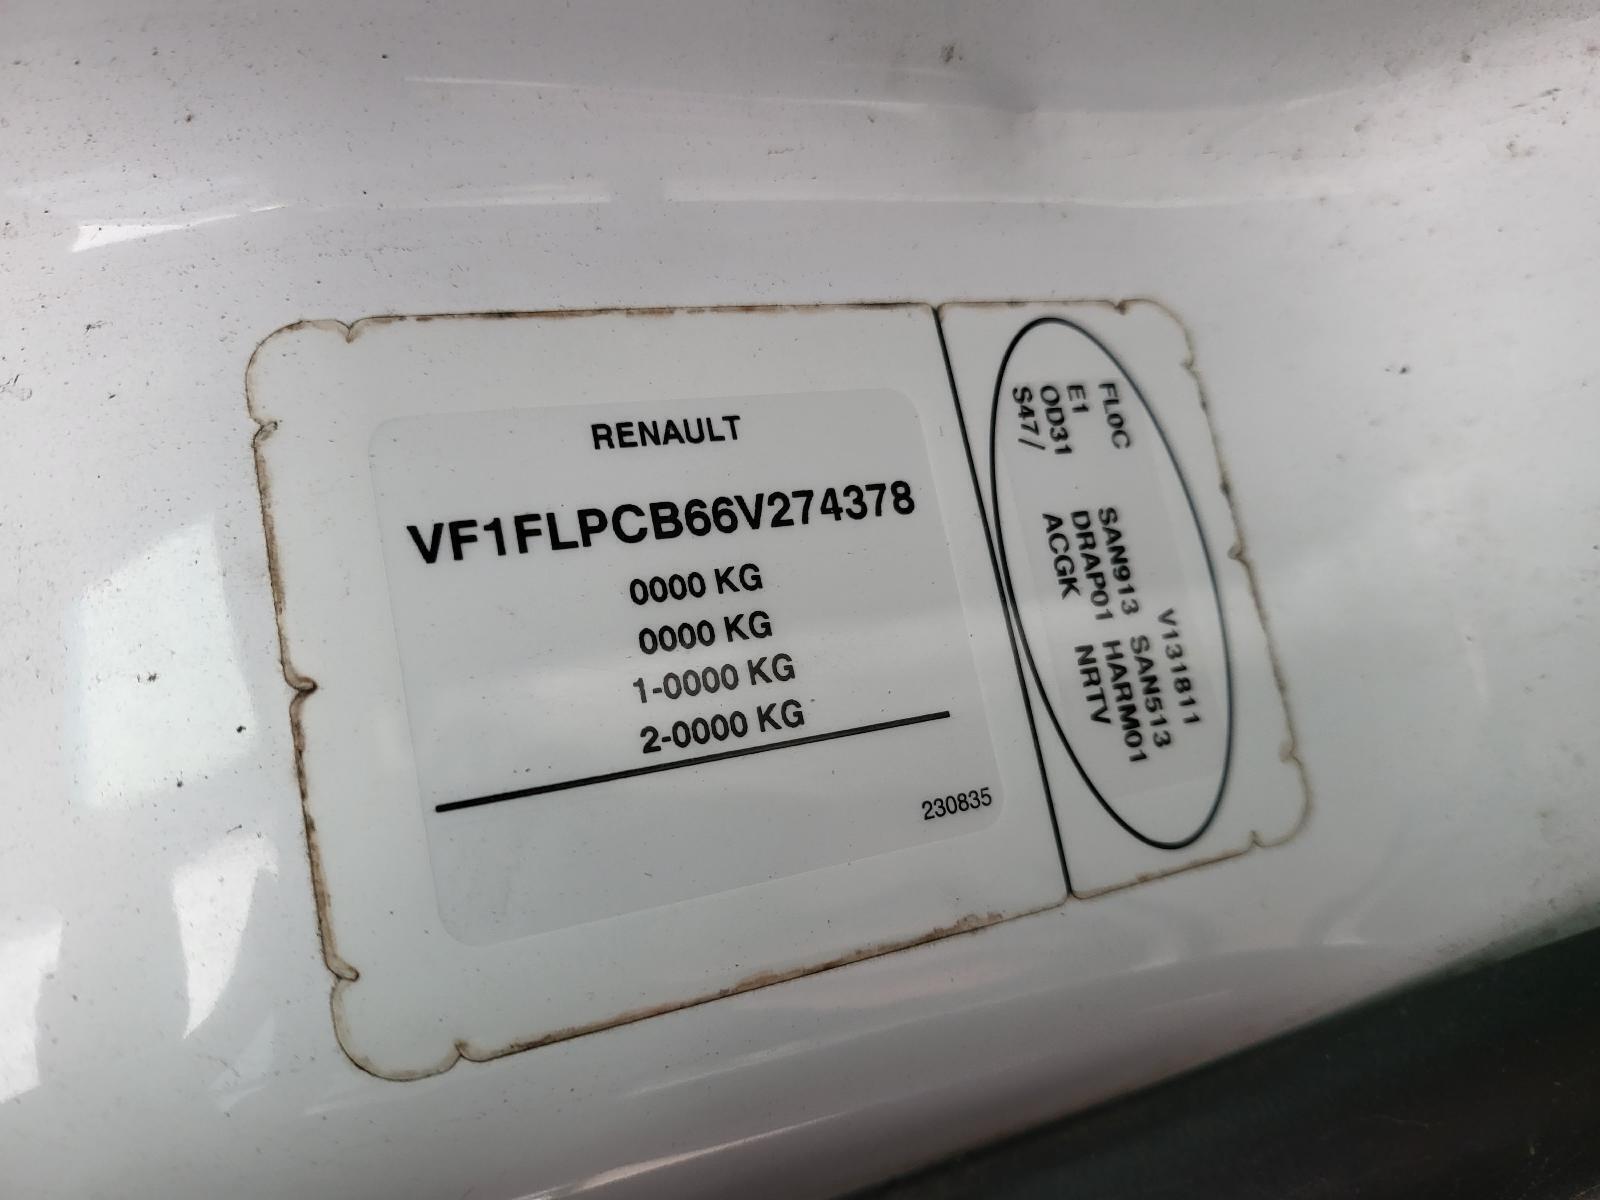 RENAULT
VF1FLPCB66V274378
0000 KG
0000 KG
1-0000 KG
2-0000 KG
230835
V131811
FL0C SAN913 SAN513
E1 DRAP01 HARM01
OD31 ACGK NRTV
S47/